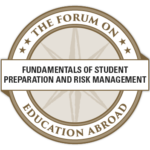 THE FORUM ON
FUNDAMENTALS OF STUDENT
PREPARATION AND RISK MANAGEMENT
EDUCATION ABROAD